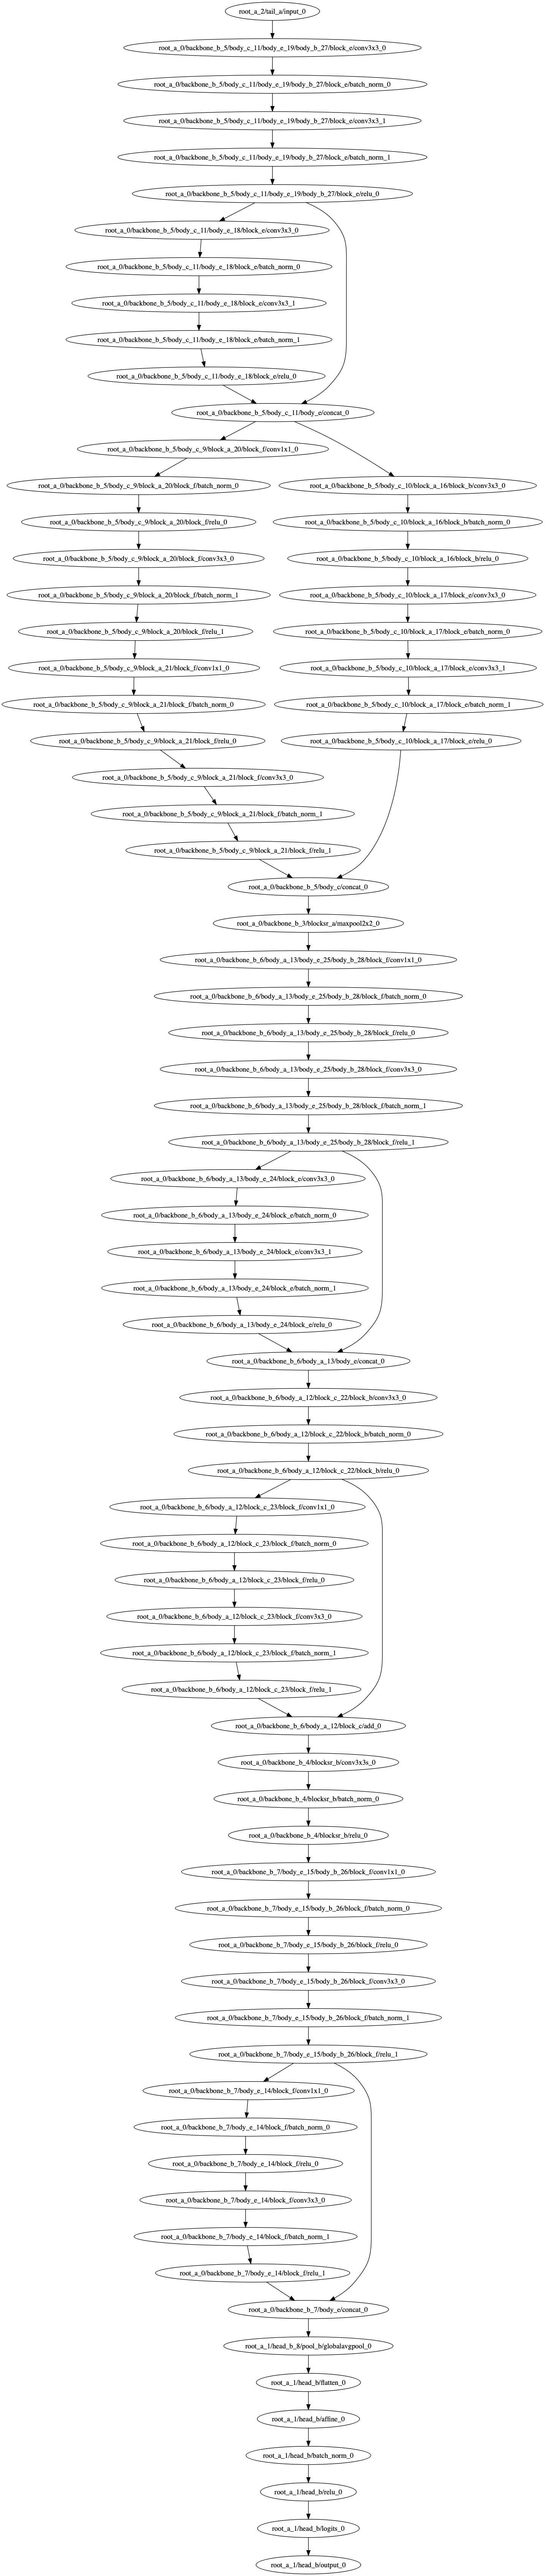 root_a_2/tail_a/input_0
root_a_0/backbone_b_5/body_c_11/body_e_19/body_b_27/block_e/conv3x3_0
root_a_0/backbone_b_5/body_c_11/body_e_19/body_b_27/block_e/batch_norm_0
root_a_0/backbone_b_5/body_c_11/body_e_19/body_b_27/block_e/conv3x3_1
root_a_0/backbone_b_5/body_c_11/body_e_19/body_b_27/block_e/batch_norm_1
root_a_0/backbone_b_5/body_c_11/body_e_19/body_b_27/block_e/relu_0
root_a_0/backbone_b_5/body_c_11/body_e_18/block_e/conv3x3_0
root_a_0/backbone_b_5/body_c_11/body_e_18/block_e/batch_norm_0
root_a_0/backbone_b_5/body_c_11/body_e_18/block_e/conv3x3_1
root_a_0/backbone_b_5/body_c_11/body_e_18/block_e/batch_norm_1
root_a_0/backbone_b_5/body_c_11/body_e_18/block_e/relu_0
root_a_0/backbone_b_5/body_c_11/body_e/concat_0
root_a_0/backbone_b_5/body_c_9/block_a_20/block_f/conv1x1_0
root_a_0/backbone_b_5/body_c_9/block_a_20/block_f/batch_norm_0
root_a_0/backbone_b_5/body_c_10/block_a_16/block_b/conv3x3_0
root_a_0/backbone_b_5/body_c_9/block_a_20/block_f/relu_0
root_a_0/backbone_b_5/body_c_10/block_a_16/block_b/batch_norm_0
root_a_0/backbone_b_5/body_c_9/block_a_20/block_f/conv3x3_0
root_a_0/backbone_b_5/body_c_10/block_a_16/block_b/relu_0
root_a_0/backbone_b_5/body_c_9/block_a_20/block_f/batch_norm_1
root_a_0/backbone_b_5/body_c_10/block_a_17/block_e/conv3x3_0
root_a_0/backbone_b_5/body_c_9/block_a_20/block_f/relu_1
root_a_0/backbone_b_5/body_c_10/block_a_17/block_e/batch_norm_0
root_a_0/backbone_b_5/body_c_9/block_a_21/block_f/conv1x1_0
root_a_0/backbone_b_5/body_c_10/block_a_17/block_e/conv3x3_1
root_a_0/backbone_b_5/body_c_9/block_a_21/block_f/batch_norm_0
root_a_0/backbone_b_5/body_c_10/block_a_17/block_e/batch_norm_1
root_a_0/backbone_b_5/body_c_9/block_a_21/block_f/relu_0
root_a_0/backbone_b_5/body_c_10/block_a_17/block_e/relu_0
root_a_0/backbone_b_5/body_c_9/block_a_21/block_f/conv3x3_0
root_a_0/backbone_b_5/body_c_9/block_a_21/block_f/batch_norm_1
root_a_0/backbone_b_5/body_c_9/block_a_21/block_f/relu_1
root_a_0/backbone_b_5/body_c/concat_0
root_a_0/backbone_b_3/blocksr_a/maxpool2x2_0
root_a_0/backbone_b_6/body_a_13/body_e_25/body_b_28/block_f/conv1x1_0
root_a_0/backbone_b_6/body_a_13/body_e_25/body_b_28/block_f/batch_norm_0
root_a_0/backbone_b_6/body_a_13/body_e_25/body_b_28/block_f/relu_0
root_a_0/backbone_b_6/body_a_13/body_e_25/body_b_28/block_f/conv3x3_0
root_a_0/backbone_b_6/body_a_13/body_e_25/body_b_28/block_f/batch_norm_1
root_a_0/backbone_b_6/body_a_13/body_e_25/body_b_28/block_f/relu_1
root_a_0/backbone_b_6/body_a_13/body_e_24/block_e/conv3x3_0
root_a_0/backbone_b_6/body_a_13/body_e_24/block_e/batch_norm_0
root_a_0/backbone_b_6/body_a_13/body_e_24/block_e/conv3x3_1
root_a_0/backbone_b_6/body_a_13/body_e_24/block_e/batch_norm_1
root_a_0/backbone_b_6/body_a_13/body_e_24/block_e/relu_0
root_a_0/backbone_b_6/body_a_13/body_e/concat_0
root_a_0/backbone_b_6/body_a_12/block_c_22/block_b/conv3x3_0
root_a_0/backbone_b_6/body_a_12/block_c_22/block_b/batch_norm_0
root_a_0/backbone_b_6/body_a_12/block_c_22/block_b/relu_0
root_a_0/backbone_b_6/body_a_12/block_c_23/block_f/conv1x1_0
root_a_0/backbone_b_6/body_a_12/block_c_23/block_f/batch_norm_0
root_a_0/backbone_b_6/body_a_12/block_c_23/block_f/relu_0
root_a_0/backbone_b_6/body_a_12/block_c_23/block_f/conv3x3_0
root_a_0/backbone_b_6/body_a_12/block_c_23/block_f/batch_norm_1
root_a_0/backbone_b_6/body_a_12/block_c_23/block_f/relu_1
root_a_0/backbone_b_6/body_a_12/block_c/add_0
root_a_0/backbone_b_4/blocksr_b/conv3x3s_0
root_a_0/backbone_b_4/blocksr_b/batch_norm_0
root_a_0/backbone_b_4/blocksr_b/relu_0
root_a_0/backbone_b_7/body_e_15/body_b_26/block_f/conv1x1_0
root_a_0/backbone_b_7/body_e_15/body_b_26/block_f/batch_norm_0
root_a_0/backbone_b_7/body_e_15/body_b_26/block_f/relu_0
root_a_0/backbone_b_7/body_e_15/body_b_26/block_f/conv3x3_0
root_a_0/backbone_b_7/body_e_15/body_b_26/block_f/batch_norm_1
root_a_0/backbone_b_7/body_e_15/body_b_26/block_f/relu_1
root_a_0/backbone_b_7/body_e_14/block_f/conv1x1_0
root_a_0/backbone_b_7/body_e_14/block_f/batch_norm_0
root_a_0/backbone_b_7/body_e_14/block_f/relu_0
root_a_0/backbone_b_7/body_e_14/block_f/conv3x3_0
root_a_0/backbone_b_7/body_e_14/block_f/batch_norm_1
root_a_0/backbone_b_7/body_e_14/block_f/relu_1
root_a_0/backbone_b_7/body_e/concat_0
root_a_1/head_b_8/pool_b/globalavgpool_0
root_a_1/head_b/flatten_0
root_a_1/head_b/affine_0
root_a_1/head_b/batch_norm_0
root_a_1/head_b/relu_0
root_a_1/head_b/logits_0
root_a_1/head_b/output_0